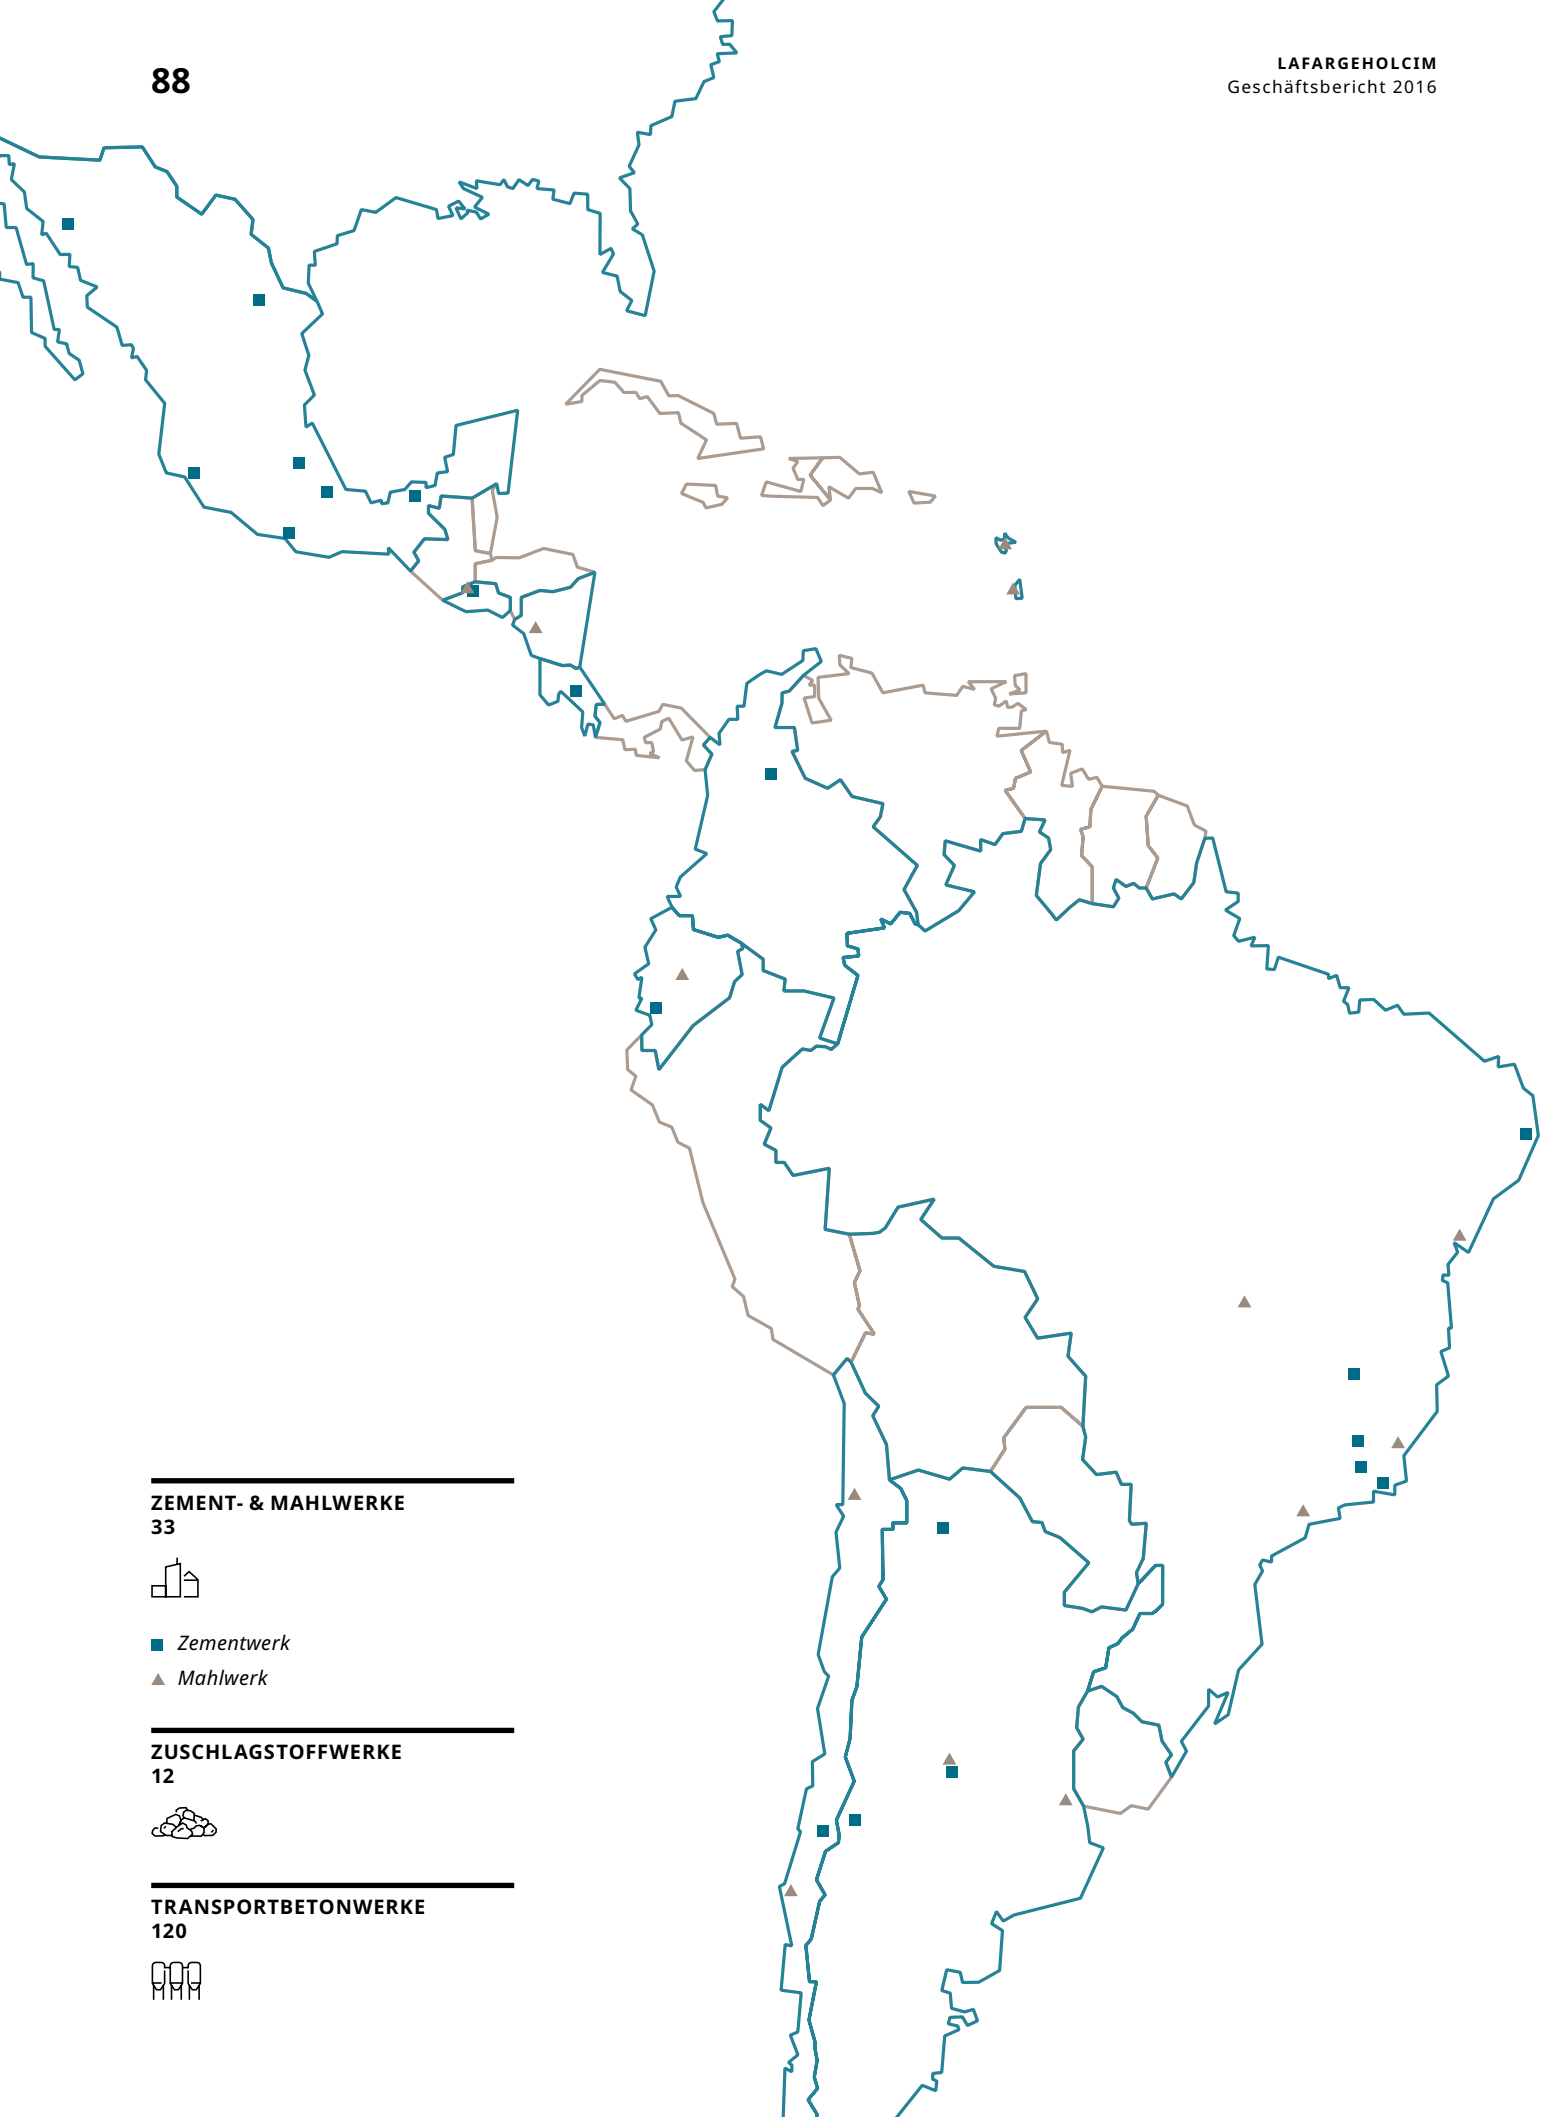 88
LAFARGEHOLCIM
Geschäftsbericht 2016
ZEMENT- & MAHLWERKE
33
Zementwerk
Mahlwerk
ZUSCHLAGSTOFFWERKE
12
TRANSPORTBETONWERKE
120